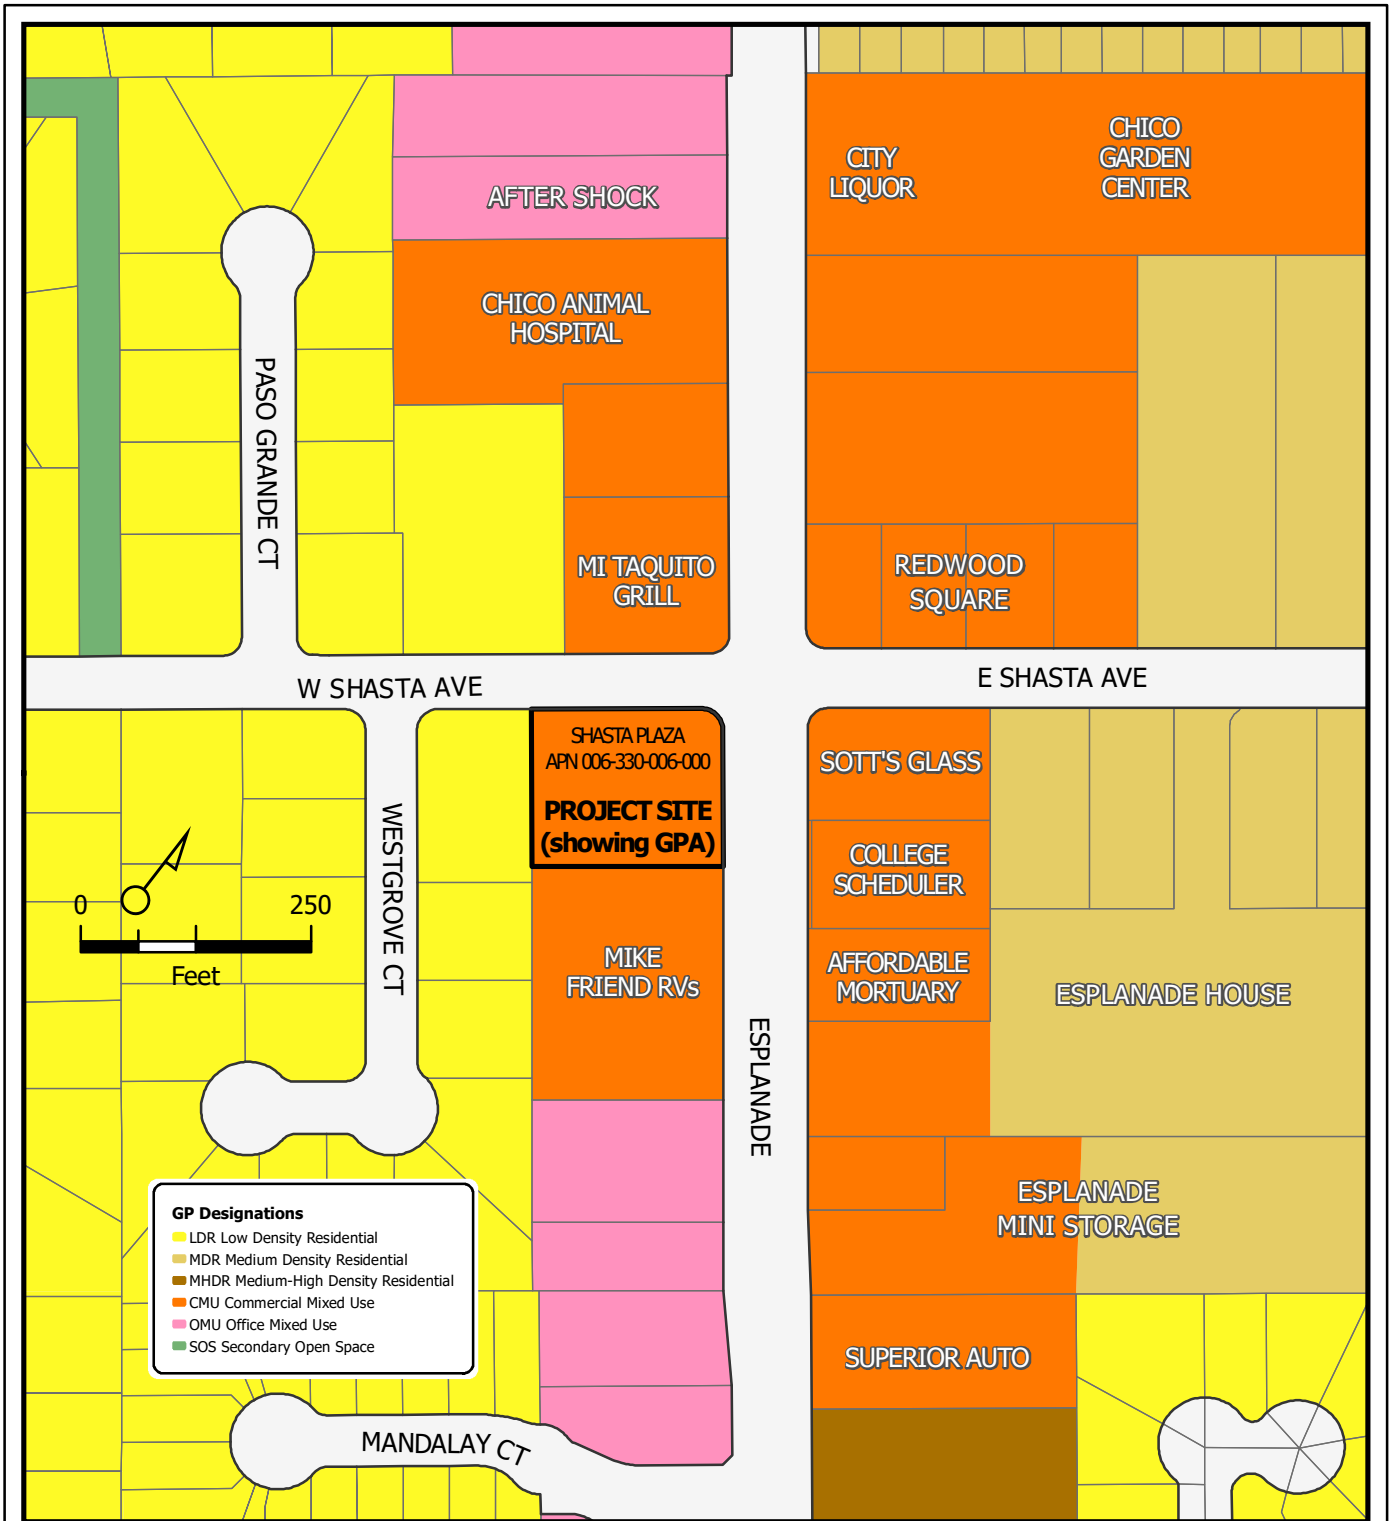 CITY
LIQUOR
CHICO
GARDEN
CENTER
AFTER SHOCK
CHICO ANIMAL
HOSPITAL
PASO GRANDE CT
MI TAQUITO
GRILL
REDWOOD
SQUARE
W SHASTA AVE
E SHASTA AVE
SHASTA PLAZA
APN 006-330-006-000
PROJECT SITE
(showing GPA)
SOTT'S GLASS
COLLEGE
SCHEDULER
WESTGROVE CT
0 250
Feet
MIKE
FRIEND RVs
AFFORDABLE
MORTUARY
ESPLANADE HOUSE
ESPLANADE
ESPLANADE
MINI STORAGE
GP Designations
LDR Low Density Residential
MDR Medium Density Residential
MHDR Medium-High Density Residential
CMU Commercial Mixed Use
OMU Office Mixed Use
SOS Secondary Open Space
SUPERIOR AUTO
MANDALAY CT